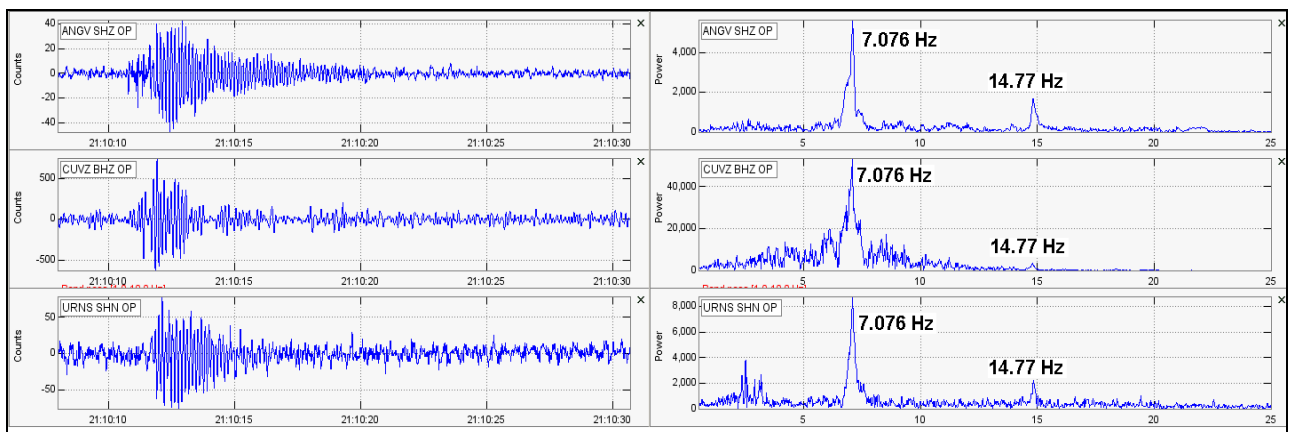 ANGV SHZ OP
Counts
40
20
0
-20
-40
21:10:10 21:10:15 21:10:20 21:10:25 21:10:30
×
ANGV SHZ OP
Power
4,000
2,000
0
7.076 Hz
14.77 Hz
5 10 15 20 25
×
CUVZ BHZ OP
Counts
500
0
-500
21:10:10 21:10:15 21:10:20 21:10:25 21:10:30
×
CUVZ BHZ OP
Power
40,000
20,000
0
7.076 Hz
14.77 Hz
5 10 15 20 25
×
URNS SHN OP
Counts
50
0
-50
21:10:10 21:10:15 21:10:20 21:10:25 21:10:30
×
URNS SHN OP
Power
8,000
6,000
4,000
2,000
0
7.076 Hz
14.77 Hz
5 10 15 20 25
×